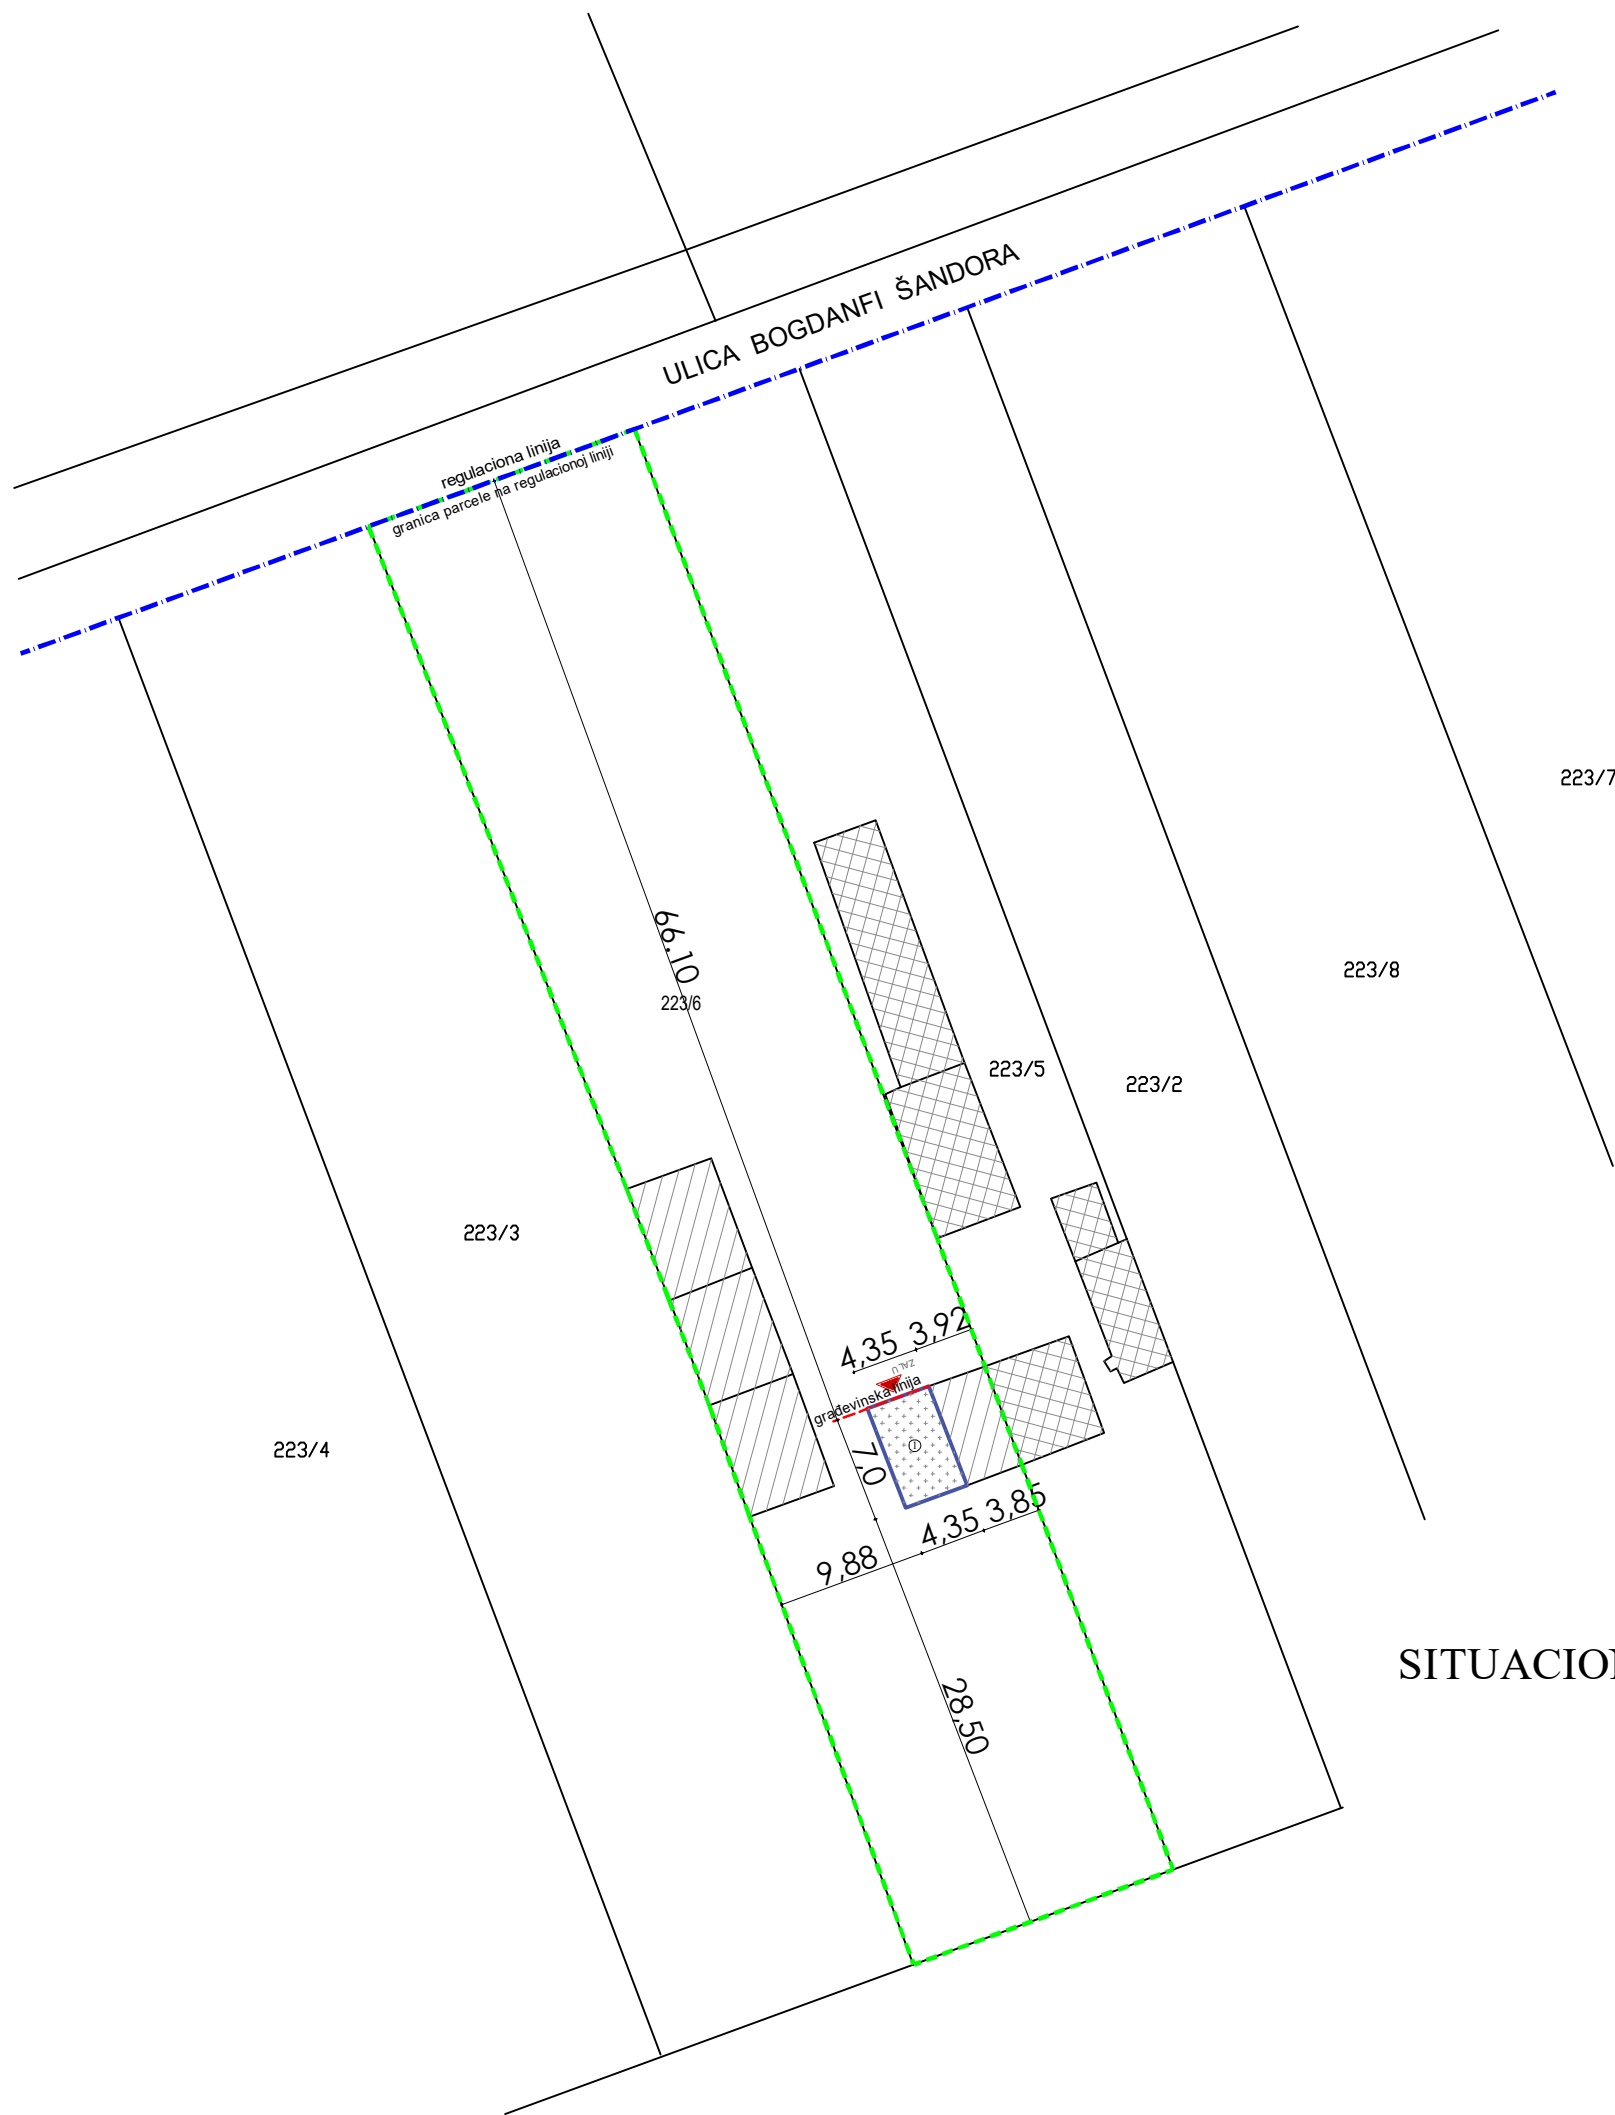 ULICA BOGDANFI ŠANDORA
regulaciona linija
granica parcele na regulacionoj liniji
223/7
66.10
223/8
223/6
223/5
223/2
223/3
4,35 3,92
građevinska linija
1
223/4
7,0
4,35 3,85
9,88
SITUACIO
28,50